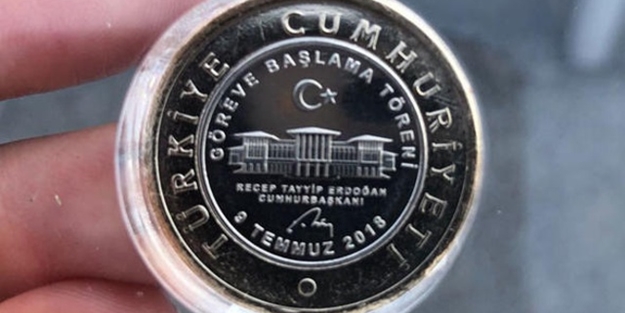 TÜRKİYE CUMHURİYETİ
GÖREVE BAŞLAMA TÖRENİ
RECEP TAYYİP ERDOĞAN
CUMHURBAŞKANI
9 TEMMUZ 2018